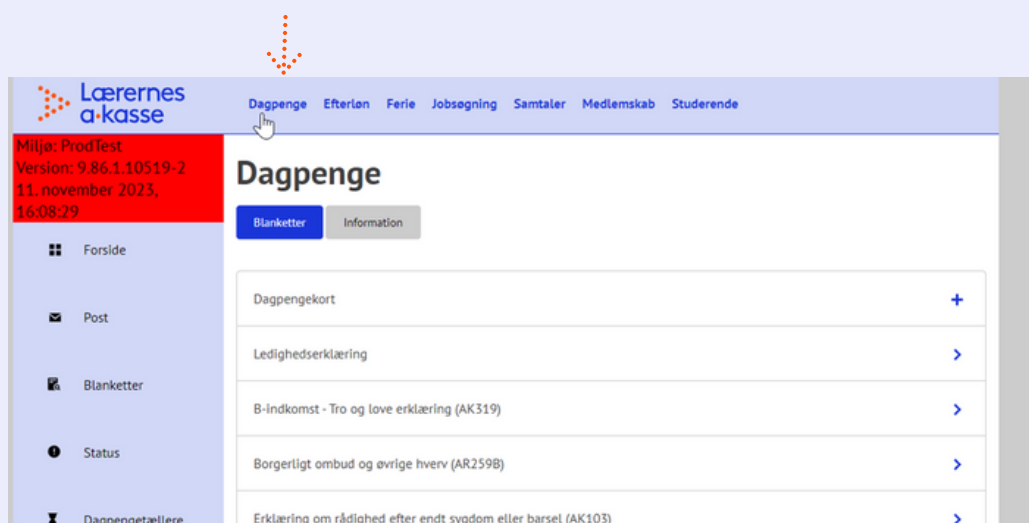 Lærernes
a·kasse
Dagpenge Efterløn Ferie Jobsøgning Samtaler Medlemskab Studerende
Miljø: ProdTest
Version: 9.86.1.10519-2
11. november 2023,
16:08:29
Dagpenge
Blanketter Information
Forside
Post
Blanketter
Status
Dagpengetællere
Dagpengekort
Ledighedserklæring
B-indkomst - Tro og love erklæring (AK319)
Borgerligt ombud og øvrige hverv (AR259B)
Erklæring om rådighed efter endt sygdom eller barsel (AK103)